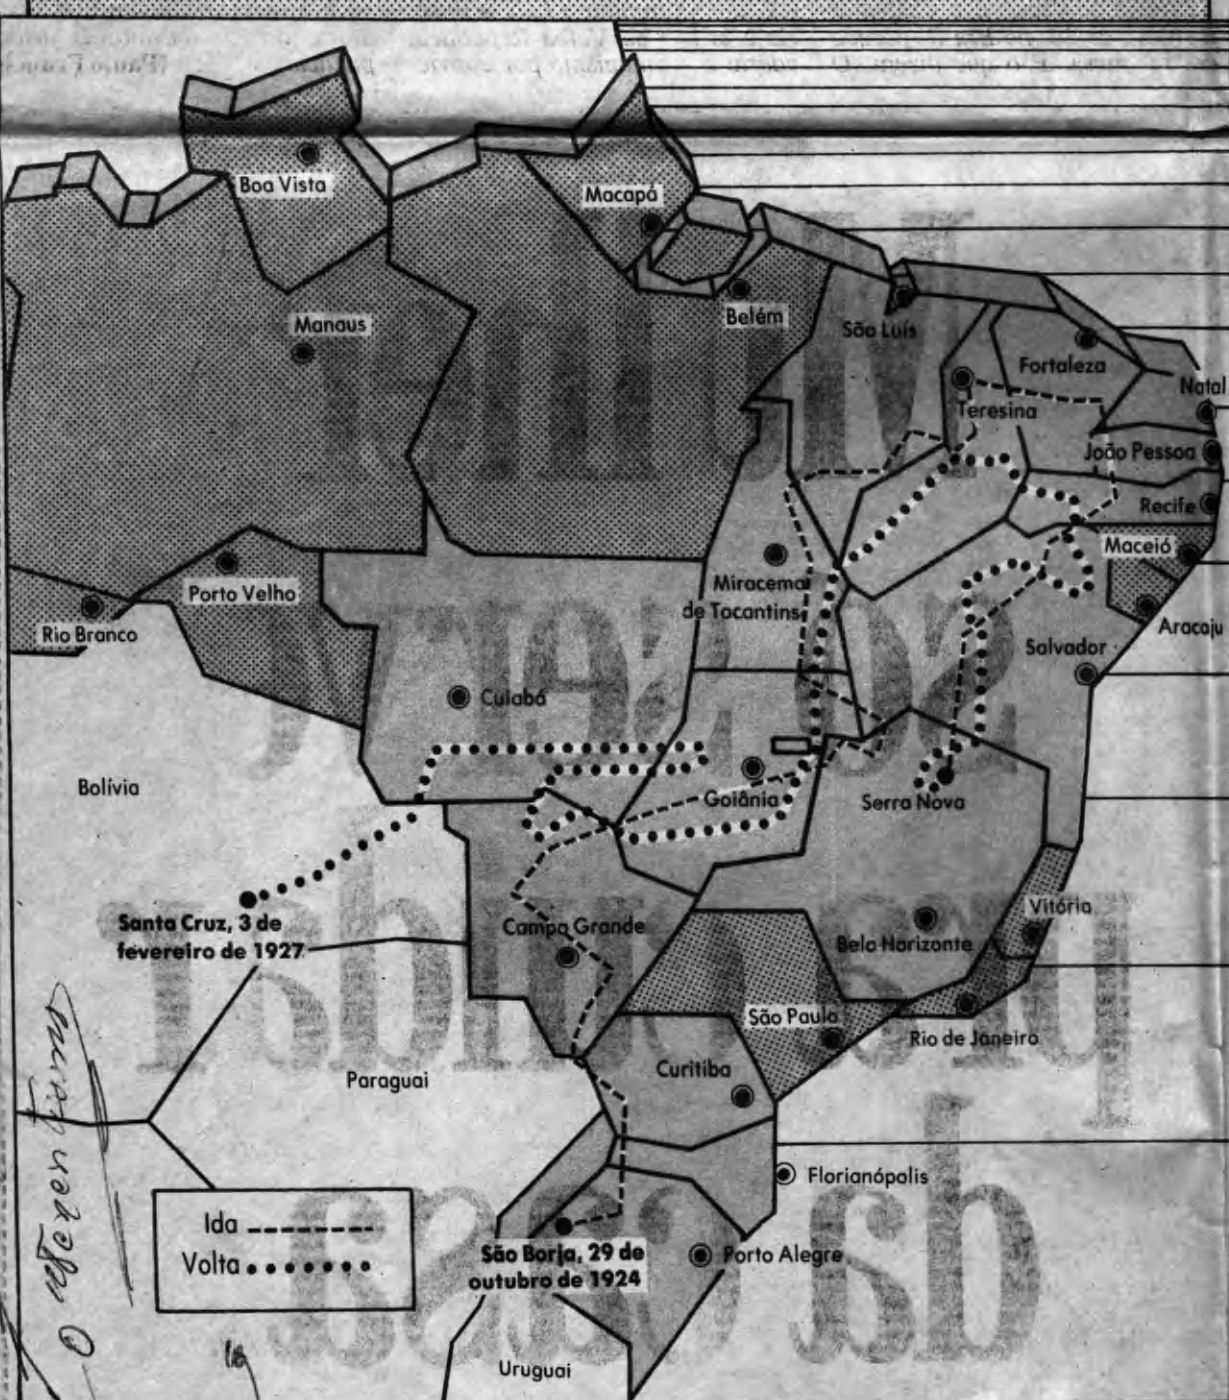 Boa Vista
Macapá
Manaus
Belém
São Luís
Fortaleza
Natal
Teresina
João Pessoa
Recife
Maceió
Porto Velho
Miracema
de Tocantins
Rio Branco
Aracaju
Salvador
Cuiabá
Bolívia
Goiânia
Serra Nova
Santa Cruz, 3 de
fevereiro de 1927
Campo Grande
Vitória
Belo Horizonte
São Paulo
Rio de Janeiro
Curitiba
Paraguai
Florianópolis
Ida
Volta
São Borja, 29 de
outubro de 1924
Porto Alegre
Uruguai